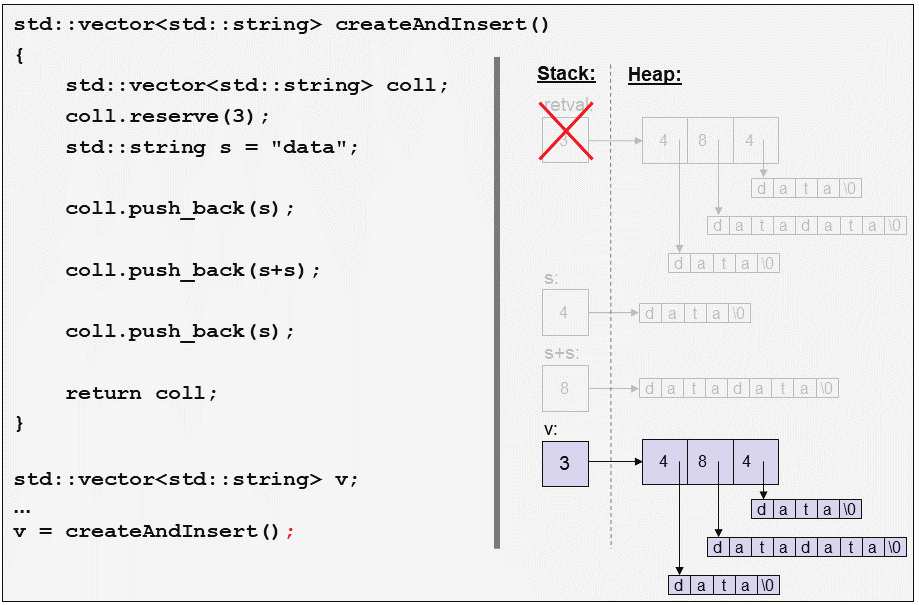 std::vector<std::string> createAndInsert()
{
    std::vector<std::string> coll;
    coll.reserve(3);
    std::string s = "data";
    coll.push_back(s);
    coll.push_back(s+s);
    coll.push_back(s);
    return coll;
}
std::vector<std::string> v;
...
v = createAndInsert();
Stack: Heap:
retval:
3 4 8 4
d a t a \0
d a t a d a t a \0
d a t a \0
s:
4 d a t a \0
s+s:
8 d a t a d a t a \0
v:
3 4 8 4
d a t a \0
d a t a d a t a \0
d a t a \0